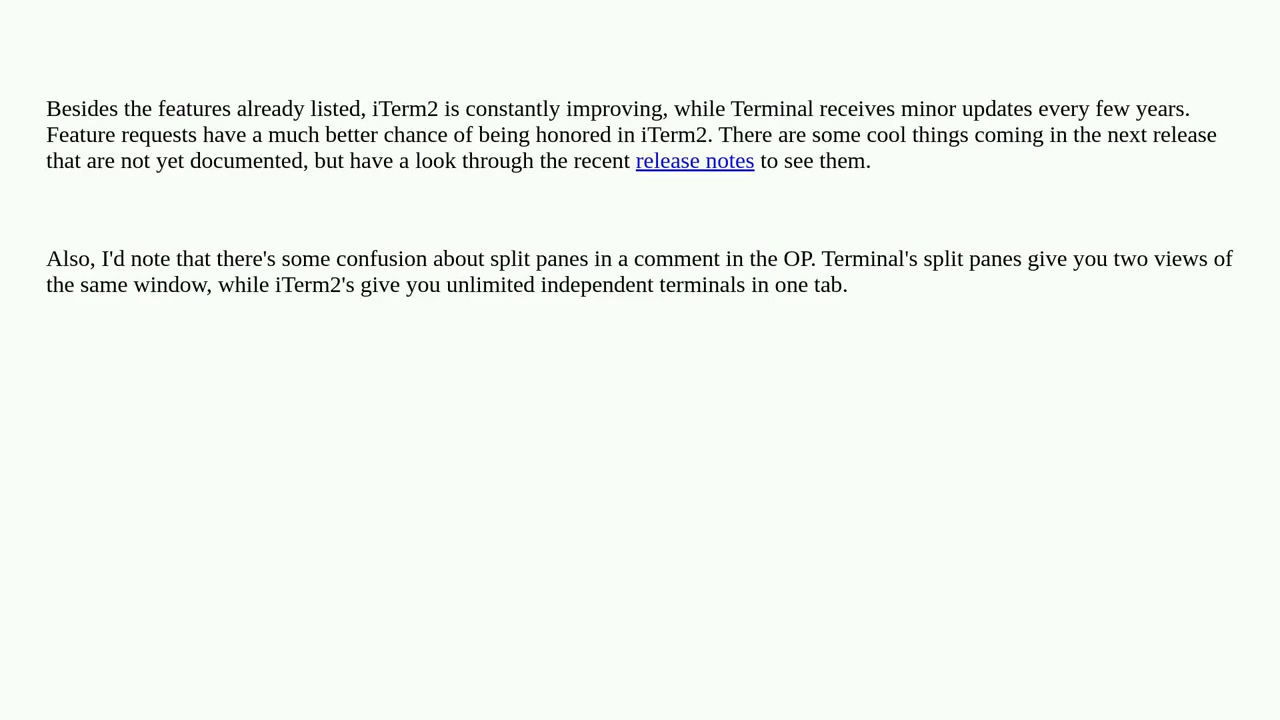 Besides the features already listed, iTerm2 is constantly improving, while Terminal receives minor updates every few years.
Feature requests have a much better chance of being honored in iTerm2. There are some cool things coming in the next release
that are not yet documented, but have a look through the recent release notes to see them.
Also, I'd note that there's some confusion about split panes in a comment in the OP. Terminal's split panes give you two views of
the same window, while iTerm2's give you unlimited independent terminals in one tab.